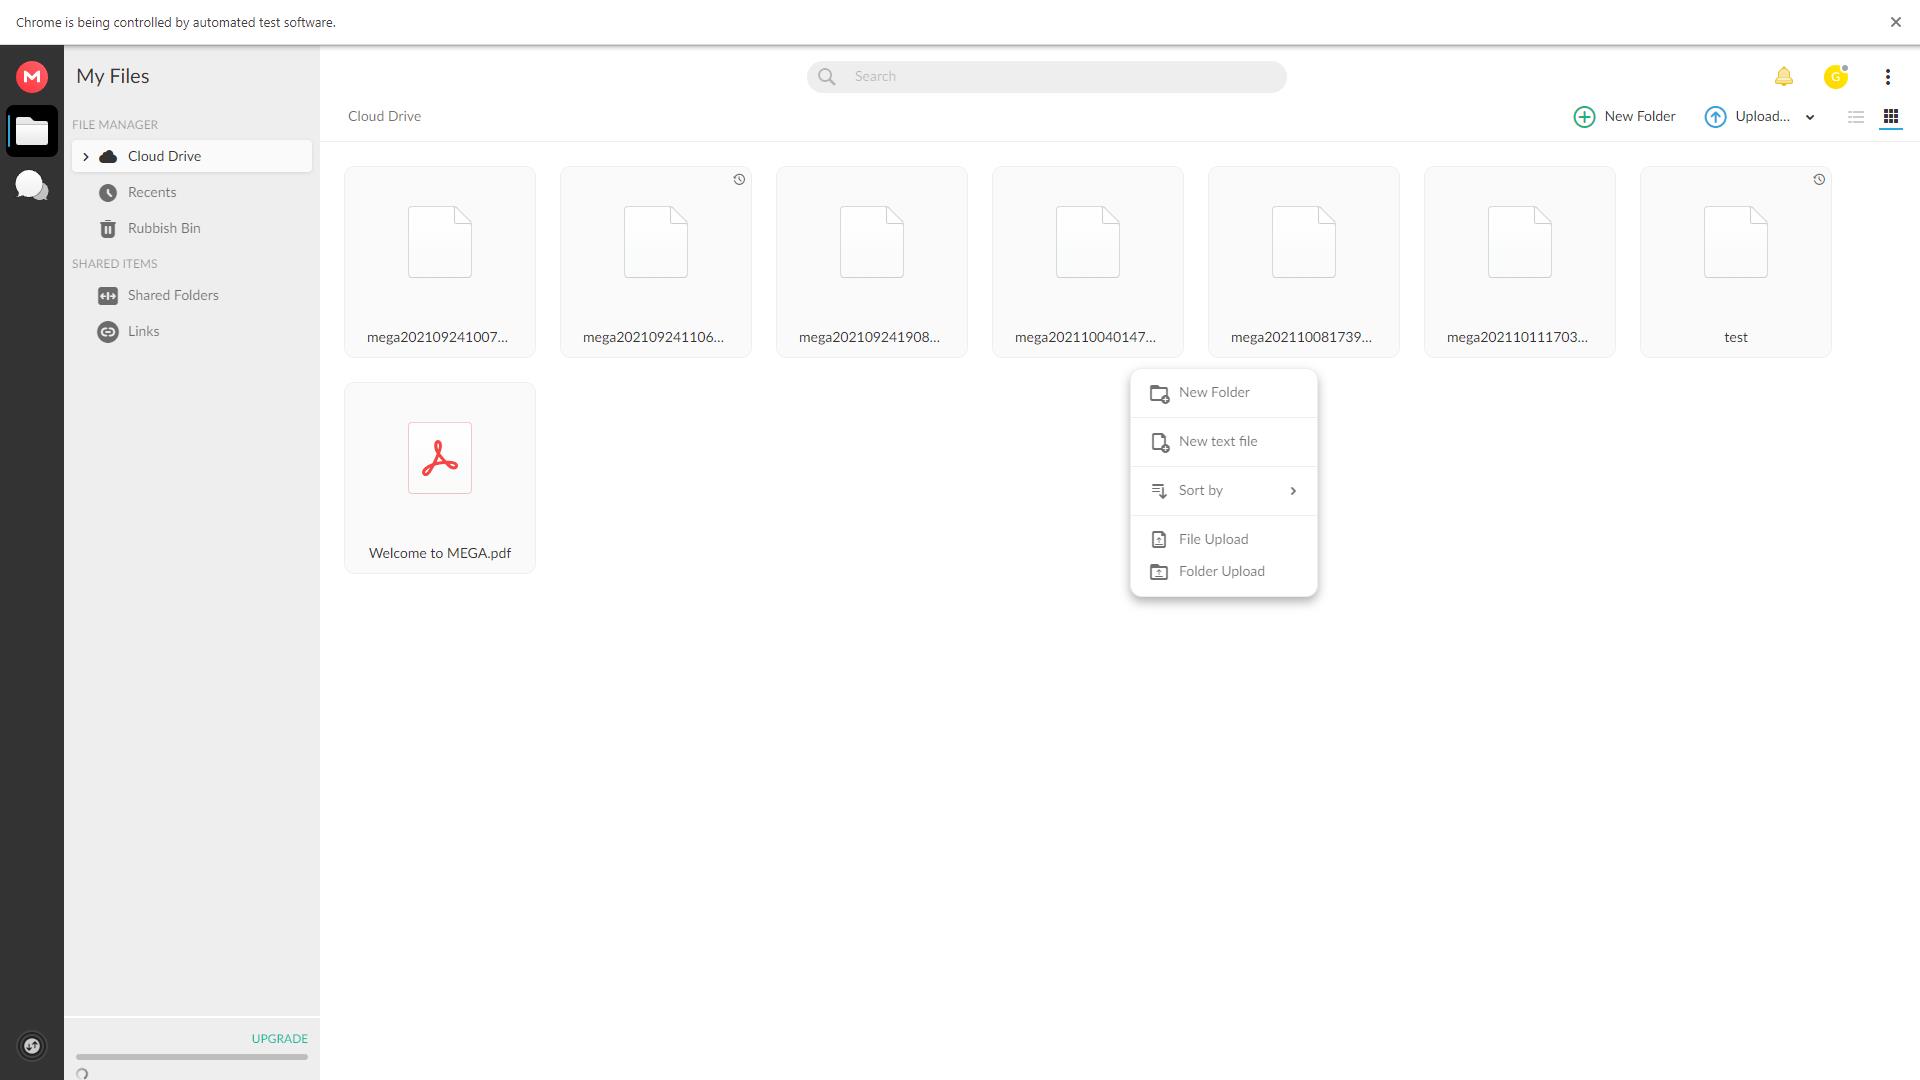 Chrome is being controlled by automated test software.
My Files
Search
G
Cloud Drive
New Folder
Upload...
FILE MANAGER
Cloud Drive
Recents
Rubbish Bin
SHARED ITEMS
Shared Folders
Links
mega202109241007...
mega202109241106...
mega202109241908...
mega202110040147...
mega202110081739...
mega202110111703...
test
Welcome to MEGA.pdf
New Folder
New text file
Sort by
File Upload
Folder Upload
UPGRADE